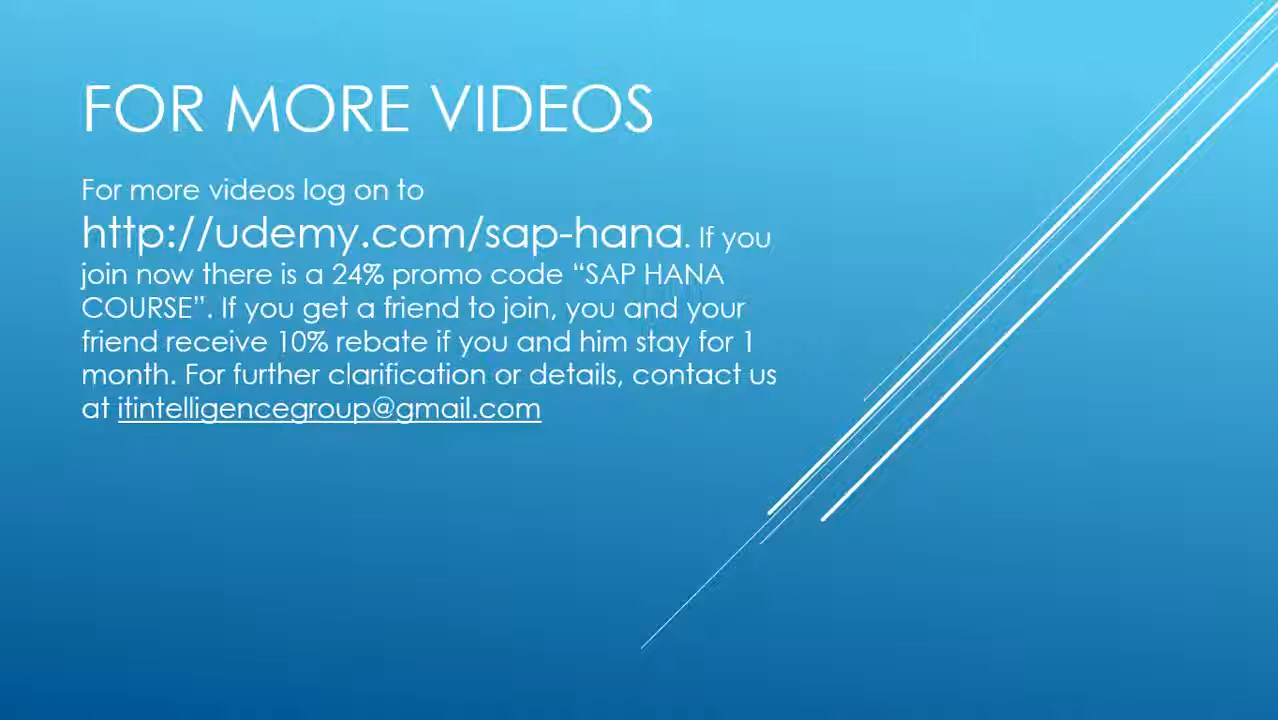 FOR MORE VIDEOS
For more videos log on to
http://udemy.com/sap-hana. If you
join now there is a 24% promo code “SAP HANA
COURSE”. If you get a friend to join, you and your
friend receive 10% rebate if you and him stay for 1
month. For further clarification or details, contact us
at itintelligencegroup@gmail.com